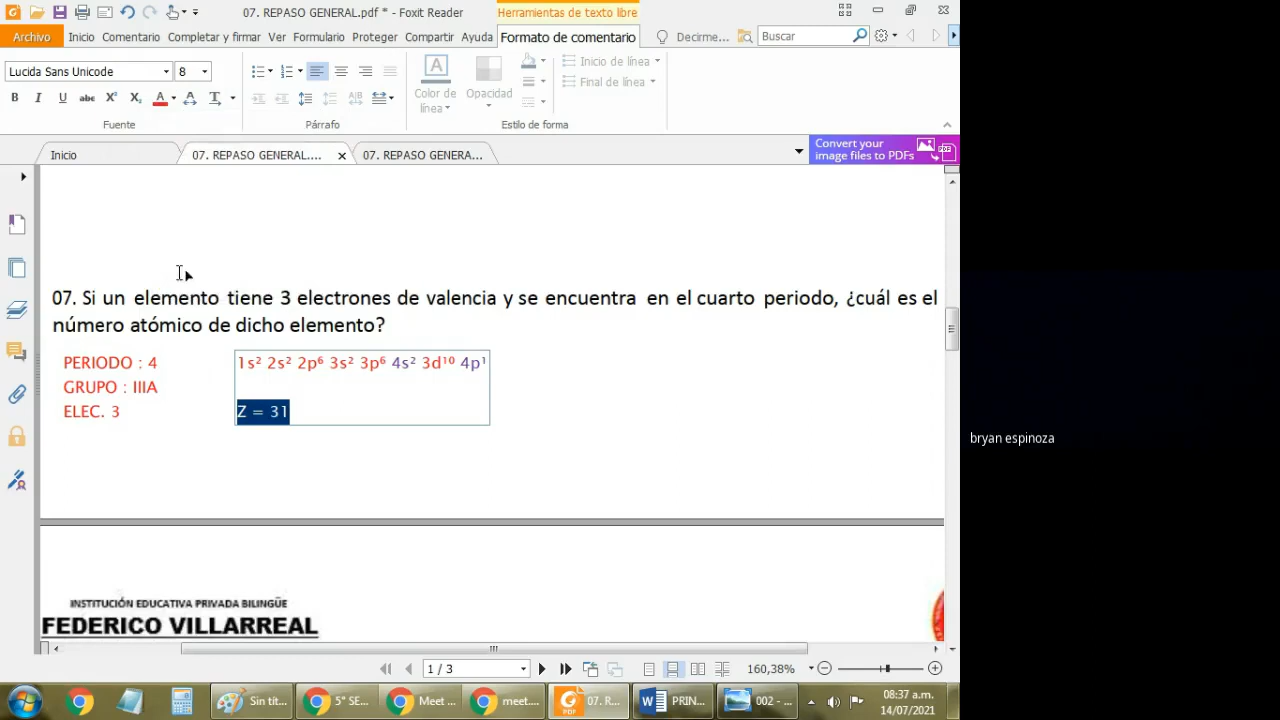 07. REPASO GENERAL.pdf * - Foxit Reader
Herramientas de texto libre
Archivo Inicio Comentario Completar y firmar Ver Formulario Proteger Compartir Ayuda Formato de comentario Decirme... Buscar
Lucida Sans Unicode 8
Color de línea
Opacidad
Inicio de línea
Final de línea
Fuente Párrafo Estilo de forma
Inicio 07. REPASO GENERAL.... 07. REPASO GENERA...
Convert your
image files to PDFs
07. Si un elemento tiene 3 electrones de valencia y se encuentra en el cuarto periodo, ¿cuál es el
número atómico de dicho elemento?
PERIODO : 4 1s² 2s² 2p⁶ 3s² 3p⁶ 4s² 3d¹⁰ 4p¹
GRUPO : IIIA
ELEC. 3 Z = 31
bryan espinoza
INSTITUCIÓN EDUCATIVA PRIVADA BILINGÜE
FEDERICO VILLARREAL
1 / 3 160,38%
Sin tít... 5° SE... Meet ... meet.... 07. R... PRIN... 002 - ...
08:37 a.m.
14/07/2021